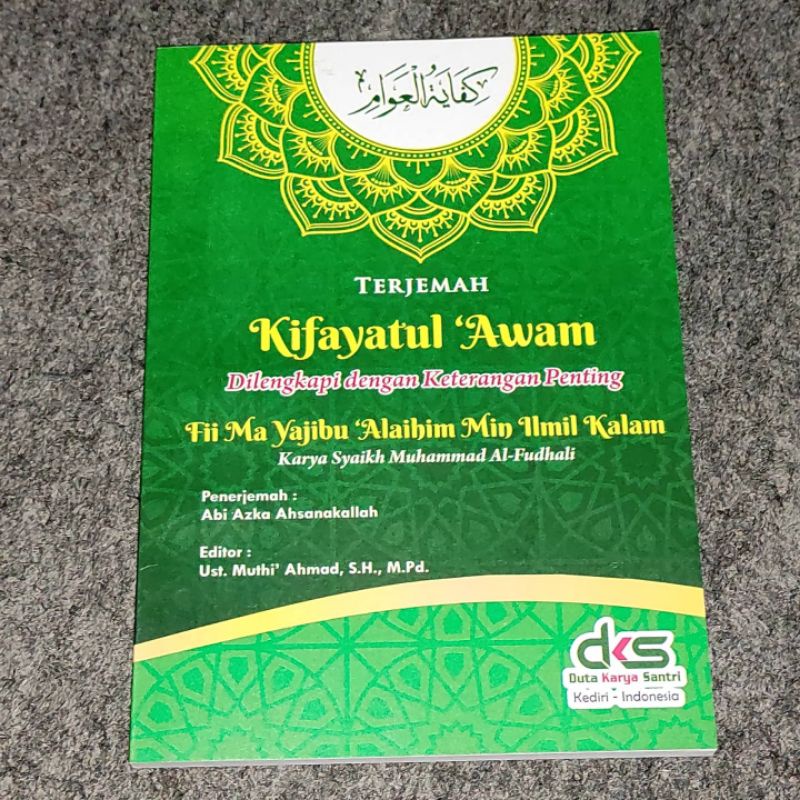 كفاية العوام
TERJEMAH
Kifayatul ‘Awam
Dilengkapi dengan Keterangan Penting
Fii Ma Yajibu ‘Alaihim Min Ilmil Kalam
Karya Syaikh Muhammad Al-Fudhali
Penerjemah :
Abi Azka Ahsanakallah
Editor :
Ust. Muthi’ Ahmad, S.H., M.Pd.
dks
Duta Karya Santri
Kediri - Indonesia